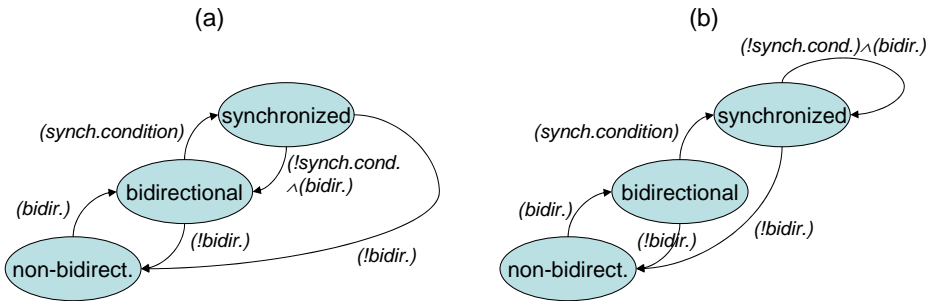 (a)
synchronized
(synch.condition)
(!synch.cond.
∧(bidir.)
bidirectional
(bidir.)
(!bidir.)
(!bidir.)
non-bidirect.
(b)
(!synch.cond.)∧(bidir.)
synchronized
(synch.condition)
bidirectional
(bidir.)
(!bidir.)
(!bidir.)
non-bidirect.